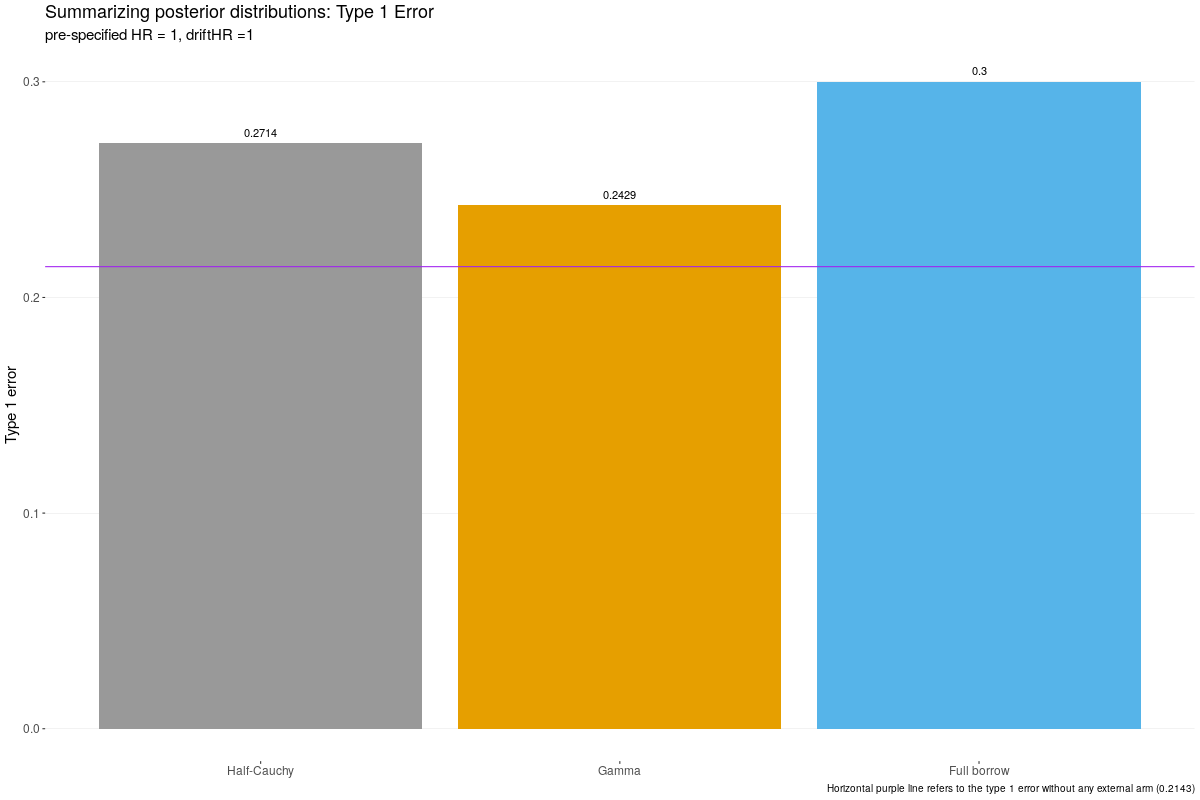 Summarizing posterior distributions: Type 1 Error
pre-specified HR = 1, driftHR =1
Type 1 error
0.3
0.2
0.1
0.0
0.2714
0.2429
0.3
Half-Cauchy
Gamma
Full borrow
Horizontal purple line refers to the type 1 error without any external arm (0.2143)